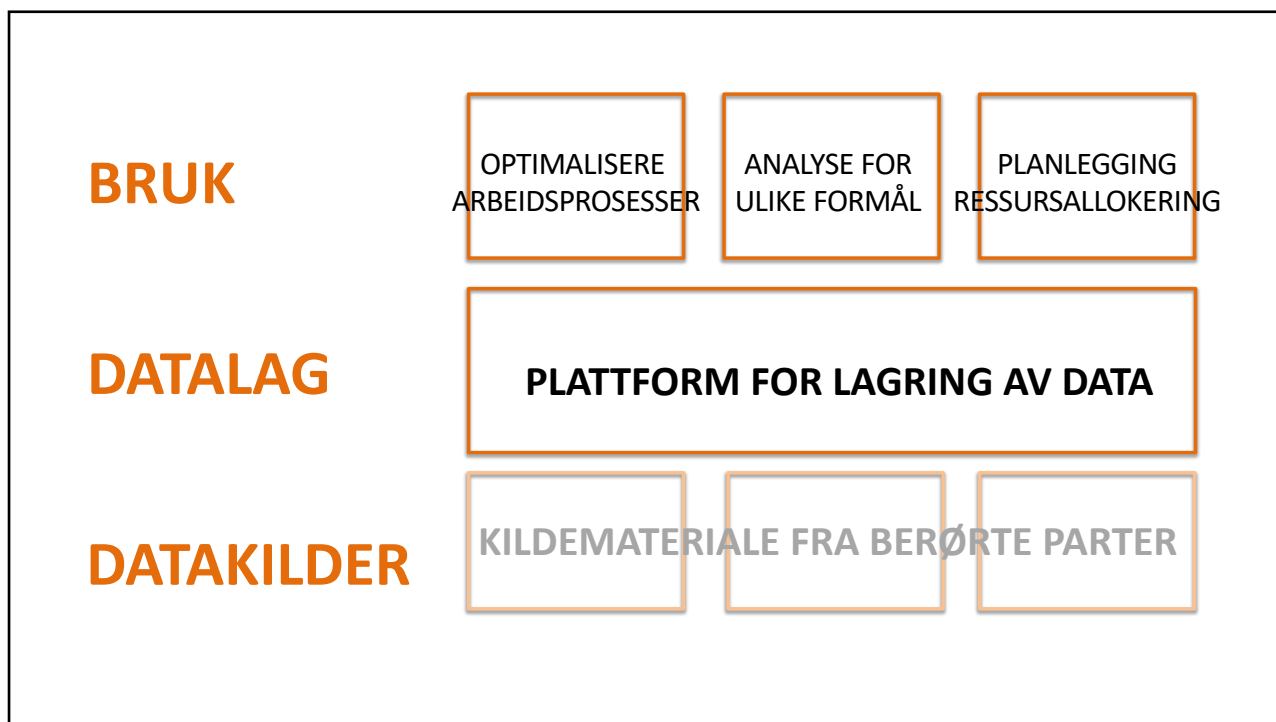 BRUK
OPTIMALISERE
ARBEIDSPROSESSER
ANALYSE FOR
ULIKE FORMÅL
PLANLEGGING
RESSURSALLOKERING
DATALAG
PLATTFORM FOR LAGRING AV DATA
DATAKILDER
KILDEMATERIALE FRA BERØRTE PARTER